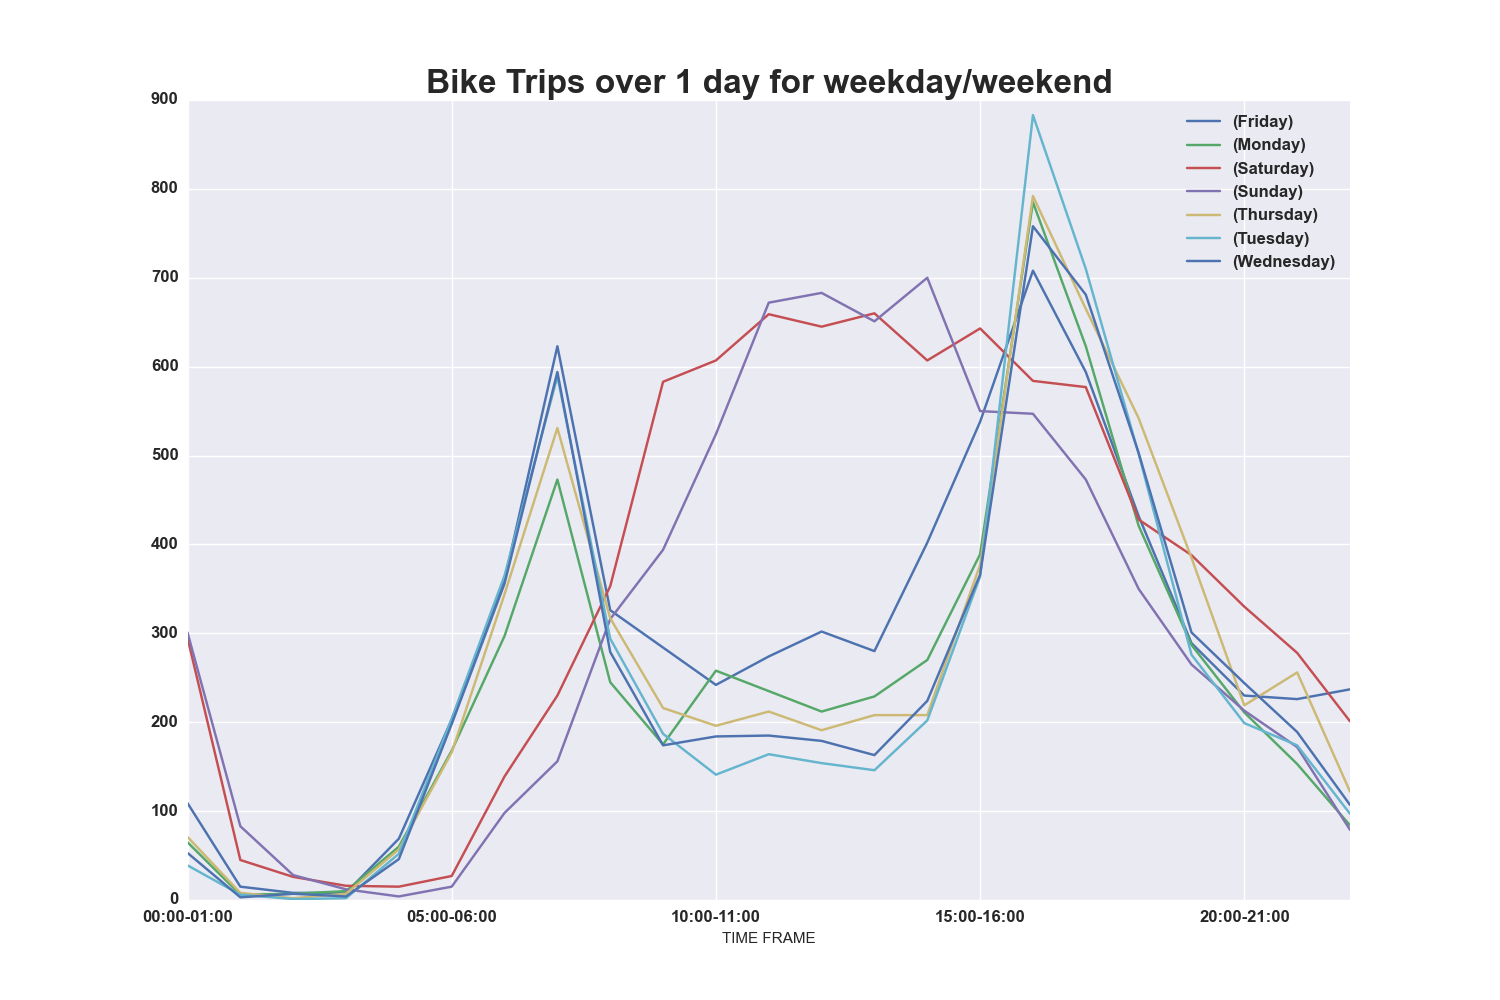 Bike Trips over 1 day for weekday/weekend
900
800
700
600
500
400
300
200
100
0
(Friday)
(Monday)
(Saturday)
(Sunday)
(Thursday)
(Tuesday)
(Wednesday)
00:00-01:00 05:00-06:00 10:00-11:00 15:00-16:00 20:00-21:00
TIME FRAME